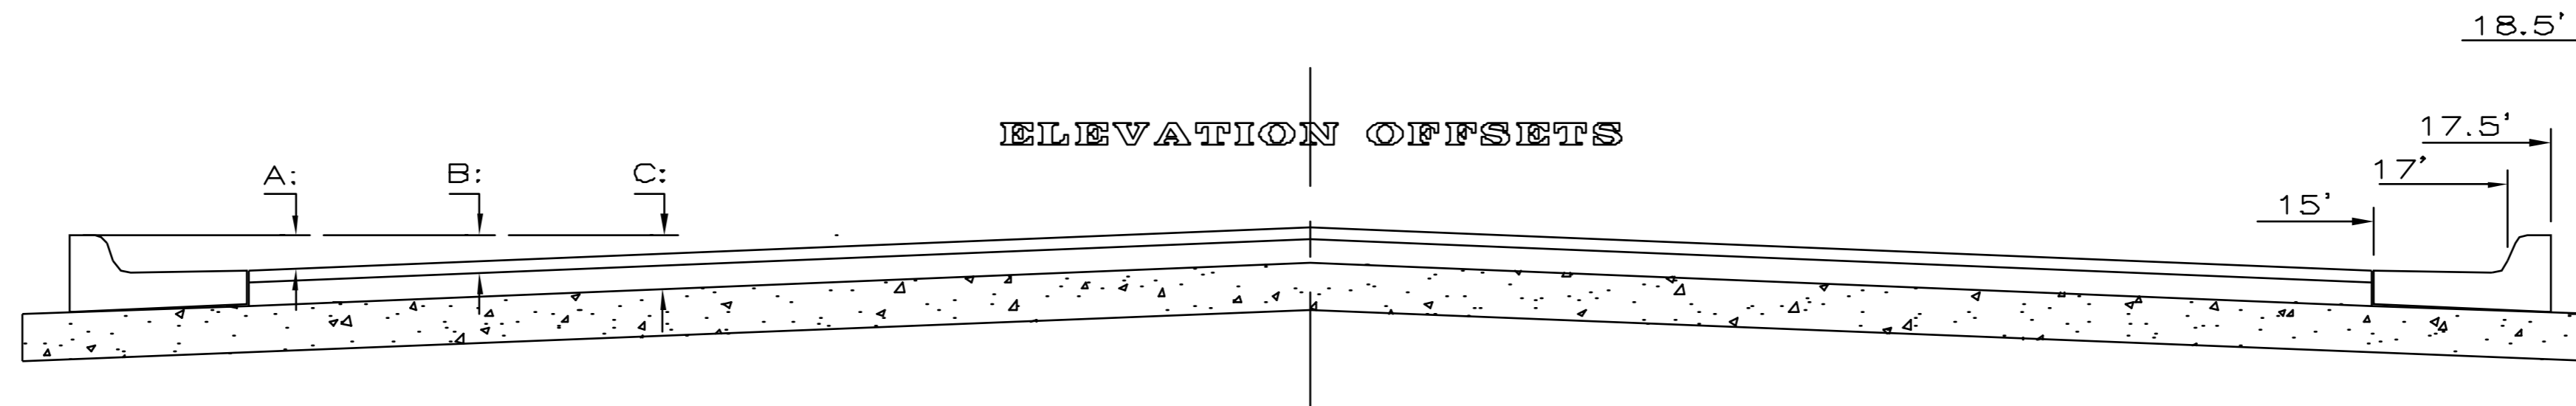 18.5'
ELEVATION OFFSETS
17.5'
17'
A:
B:
C:
15'